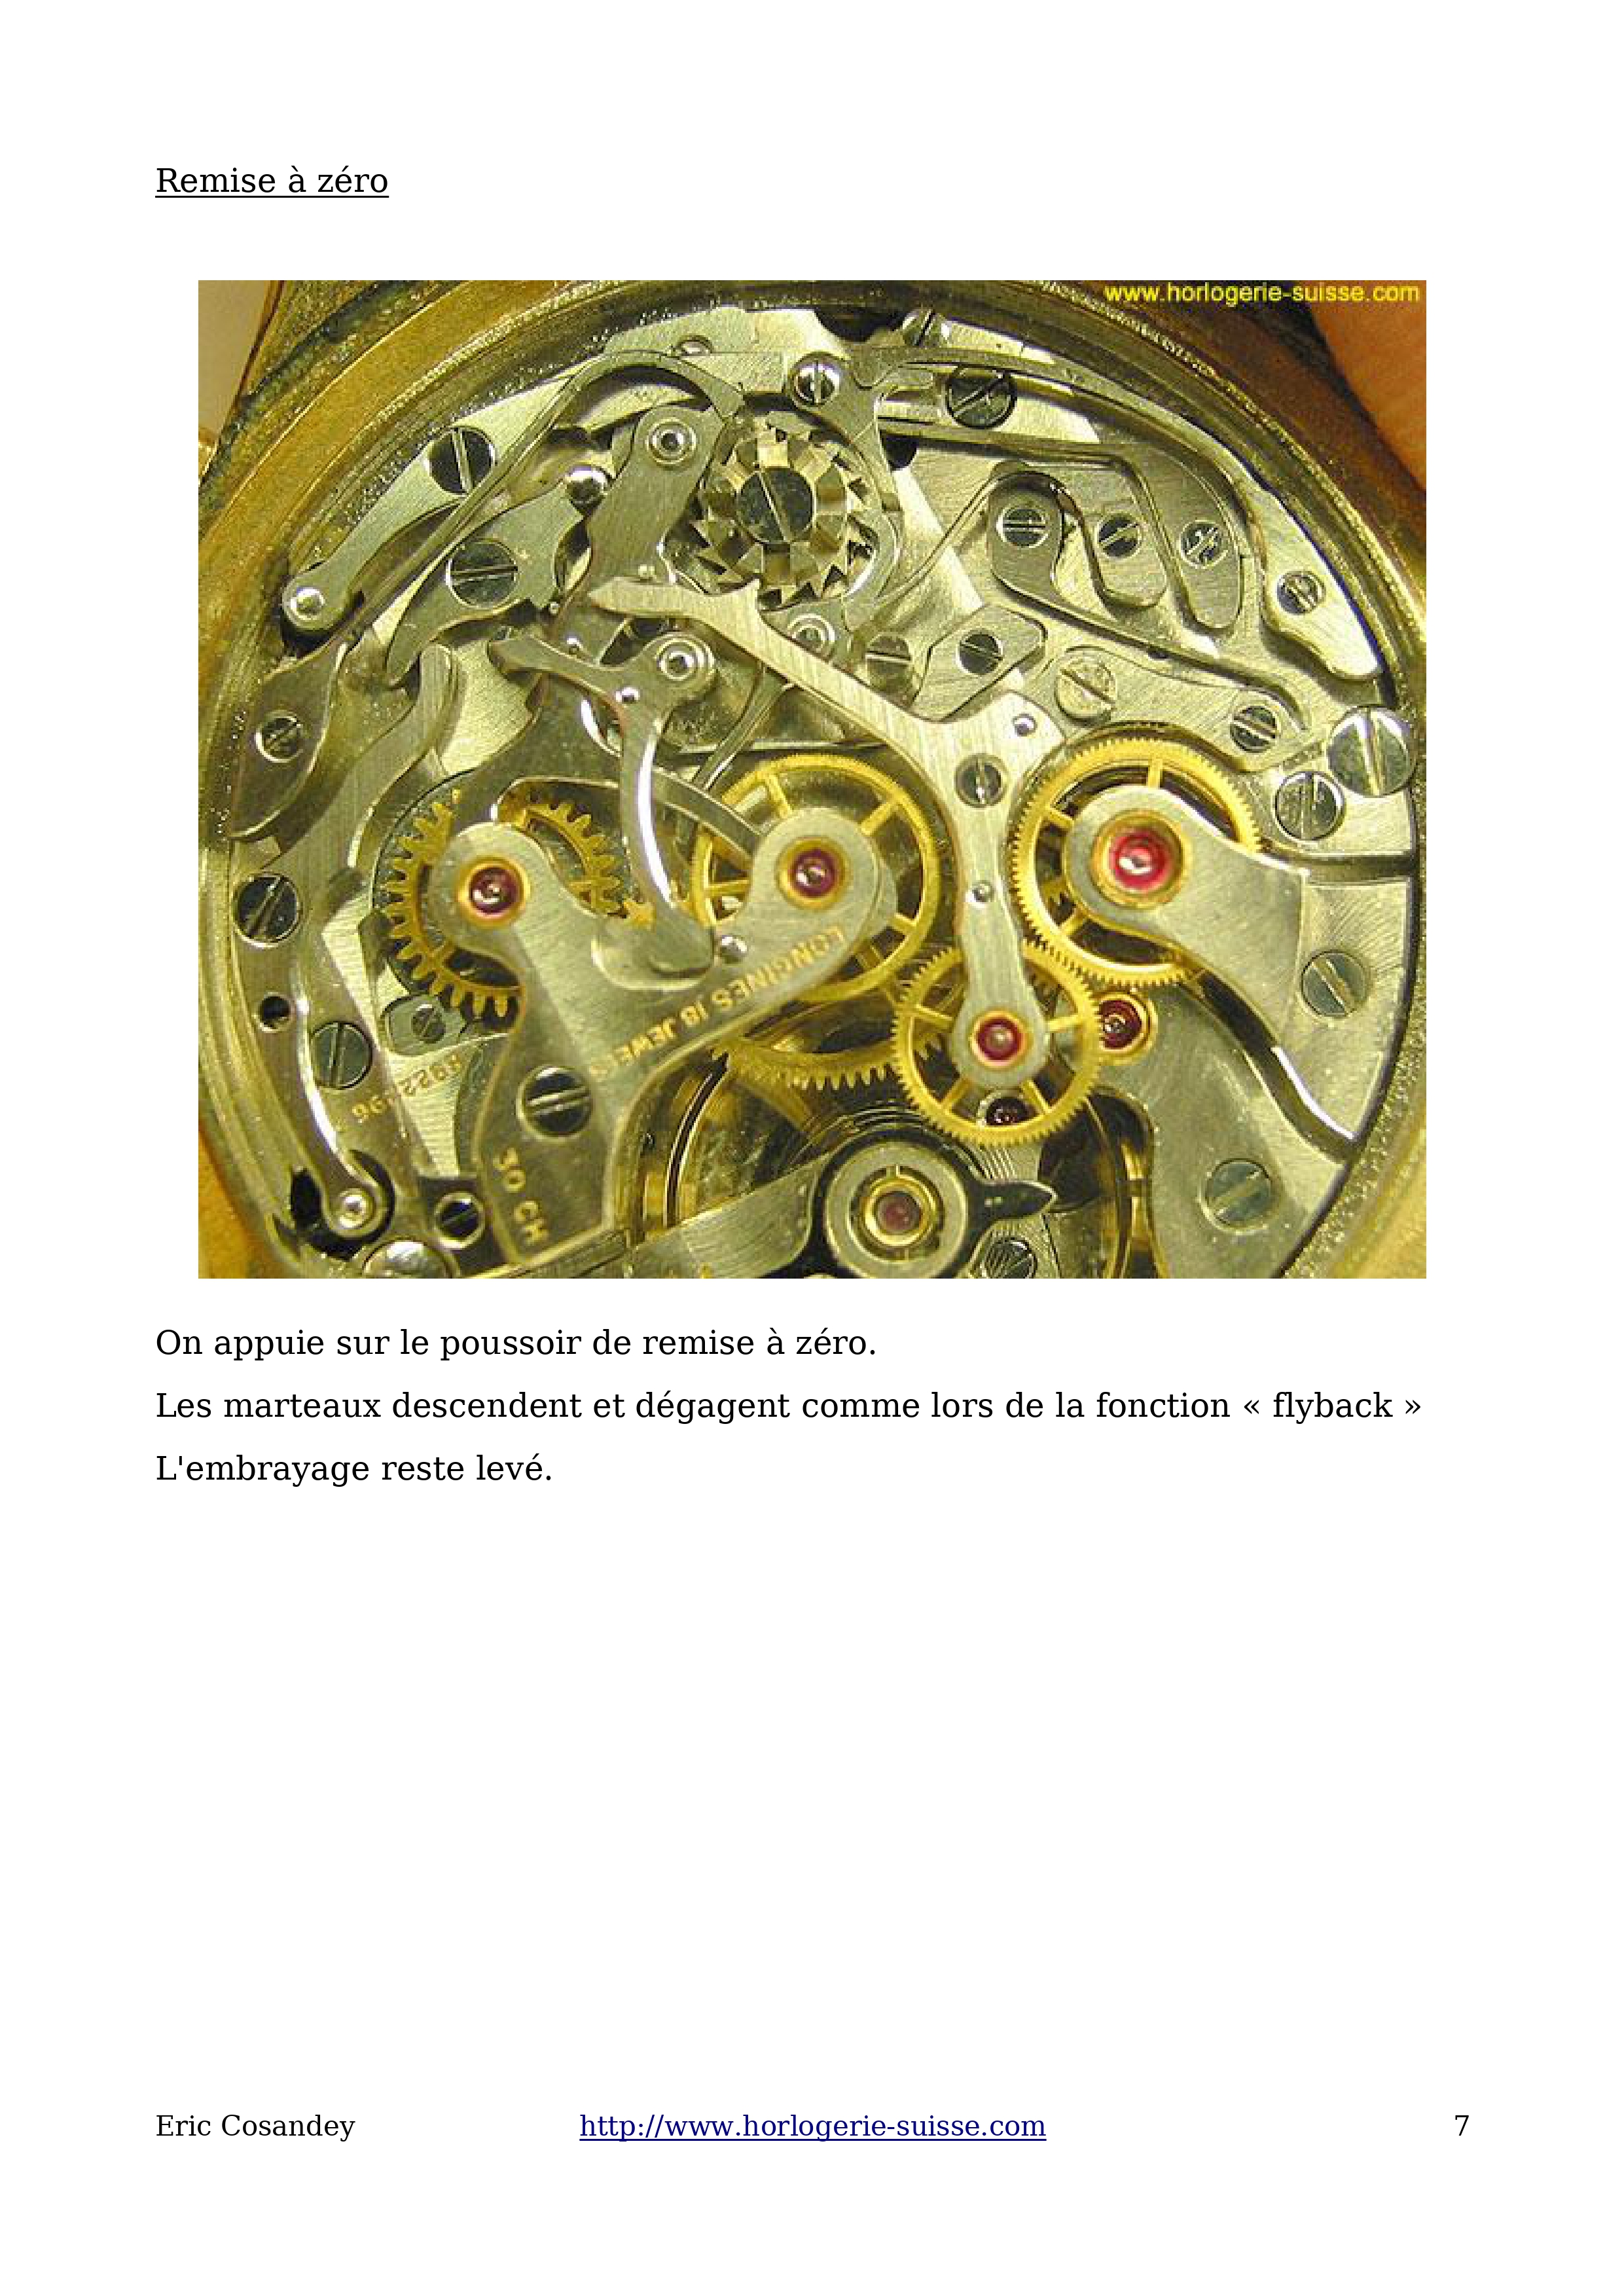 Remise à zéro
www.horlogerie-suisse.com
LONGINES 18 JEWELS
30 CH
On appuie sur le poussoir de remise à zéro.
Les marteaux descendent et dégagent comme lors de la fonction « flyback »
L'embrayage reste levé.
Eric Cosandey http://www.horlogerie-suisse.com 7